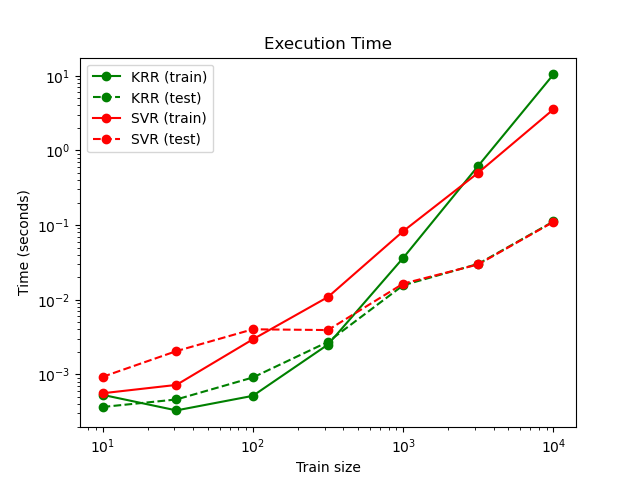 Execution Time
KRR (train)
KRR (test)
SVR (train)
SVR (test)
10¹
10⁰
10⁻¹
10⁻²
10⁻³
Time (seconds)
10¹ 10² 10³ 10⁴
Train size